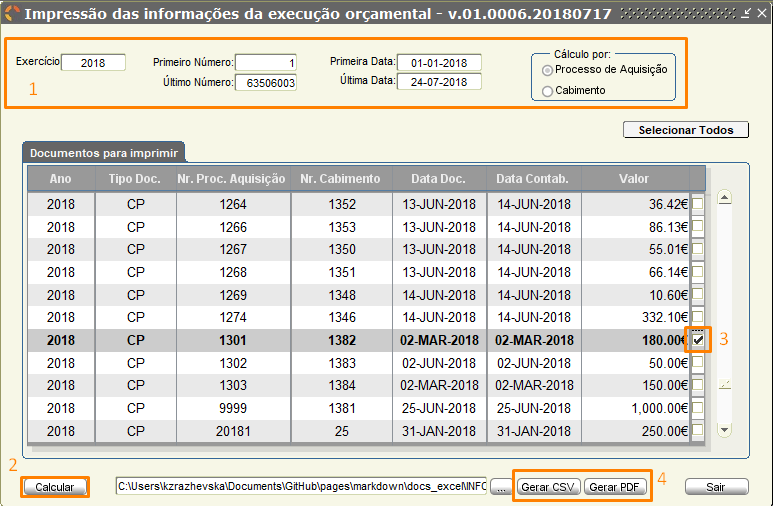 Impressão das informações da execução orçamental - v.01.0006.20180717
Exercício 2018 Primeiro Número: 1 Primeira Data: 01-01-2018 Cálculo por:
Processo de Aquisição
1 Último Número: 63506003 Última Data: 24-07-2018 Cabimento
Selecionar Todos
Documentos para imprimir
Ano Tipo Doc. Nr. Proc. Aquisição Nr. Cabimento Data Doc. Data Contab. Valor
2018 CP 1264 1352 13-JUN-2018 14-JUN-2018 36.42€
2018 CP 1266 1353 13-JUN-2018 14-JUN-2018 86.13€
2018 CP 1267 1350 13-JUN-2018 14-JUN-2018 55.01€
2018 CP 1268 1351 13-JUN-2018 14-JUN-2018 66.14€
2018 CP 1269 1348 14-JUN-2018 14-JUN-2018 10.60€
2018 CP 1274 1346 14-JUN-2018 14-JUN-2018 332.10€
2018 CP 1301 1382 02-MAR-2018 02-MAR-2018 180.00€ 3
2018 CP 1302 1383 02-JUN-2018 02-JUN-2018 50.00€
2018 CP 1303 1384 02-MAR-2018 02-MAR-2018 150.00€
2018 CP 9999 1381 25-JUN-2018 25-JUN-2018 1,000.00€
2018 CP 20181 25 31-JAN-2018 31-JAN-2018 250.00€
2 4
Calcular C:\Users\kzrazhevska\Documents\GitHub\pages\markdown\docs_excel\INFO ... Gerar CSV Gerar PDF Sair